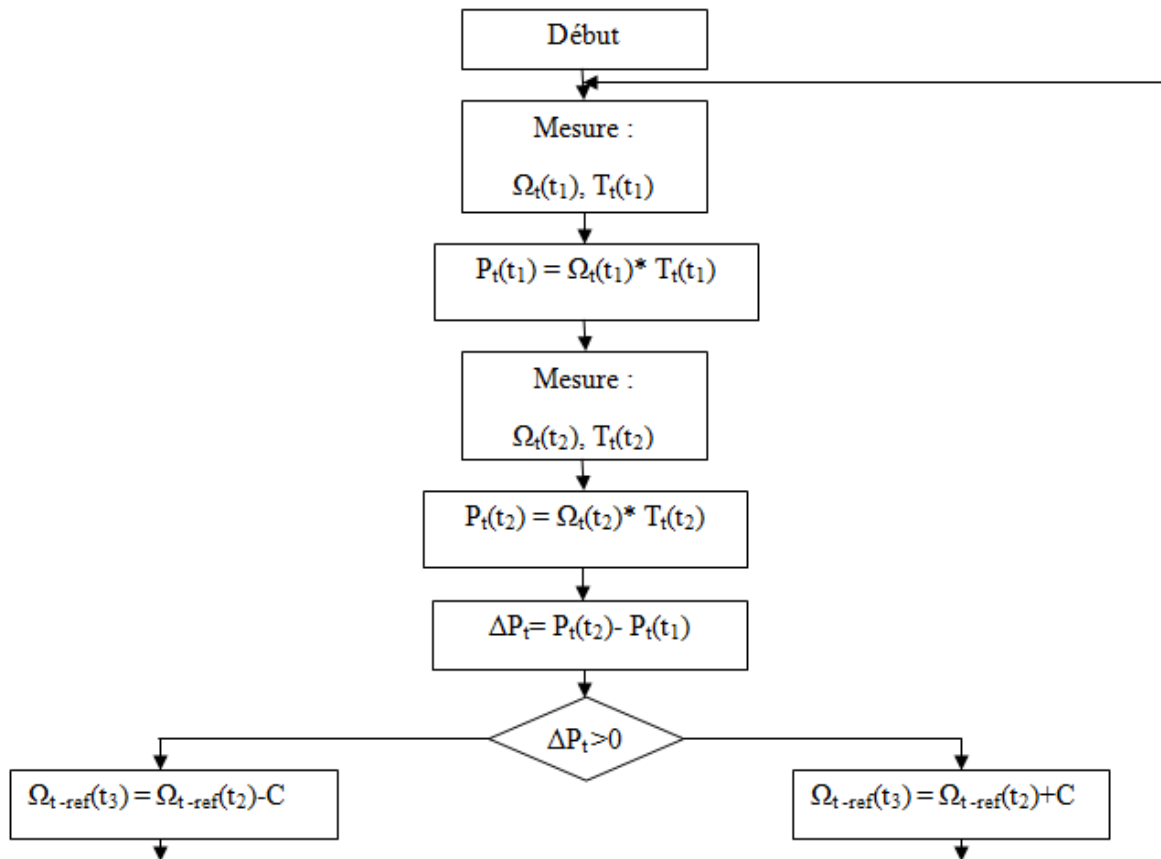 Début
Mesure :
Ωₜ(t₁), Tₜ(t₁)
Pₜ(t₁) = Ωₜ(t₁)* Tₜ(t₁)
Mesure :
Ωₜ(t₂), Tₜ(t₂)
Pₜ(t₂) = Ωₜ(t₂)* Tₜ(t₂)
ΔPₜ= Pₜ(t₂)- Pₜ(t₁)
ΔPₜ>0
Ωₜ₋ref(t₃) = Ωₜ₋ref(t₂)-C
Ωₜ₋ref(t₃) = Ωₜ₋ref(t₂)+C